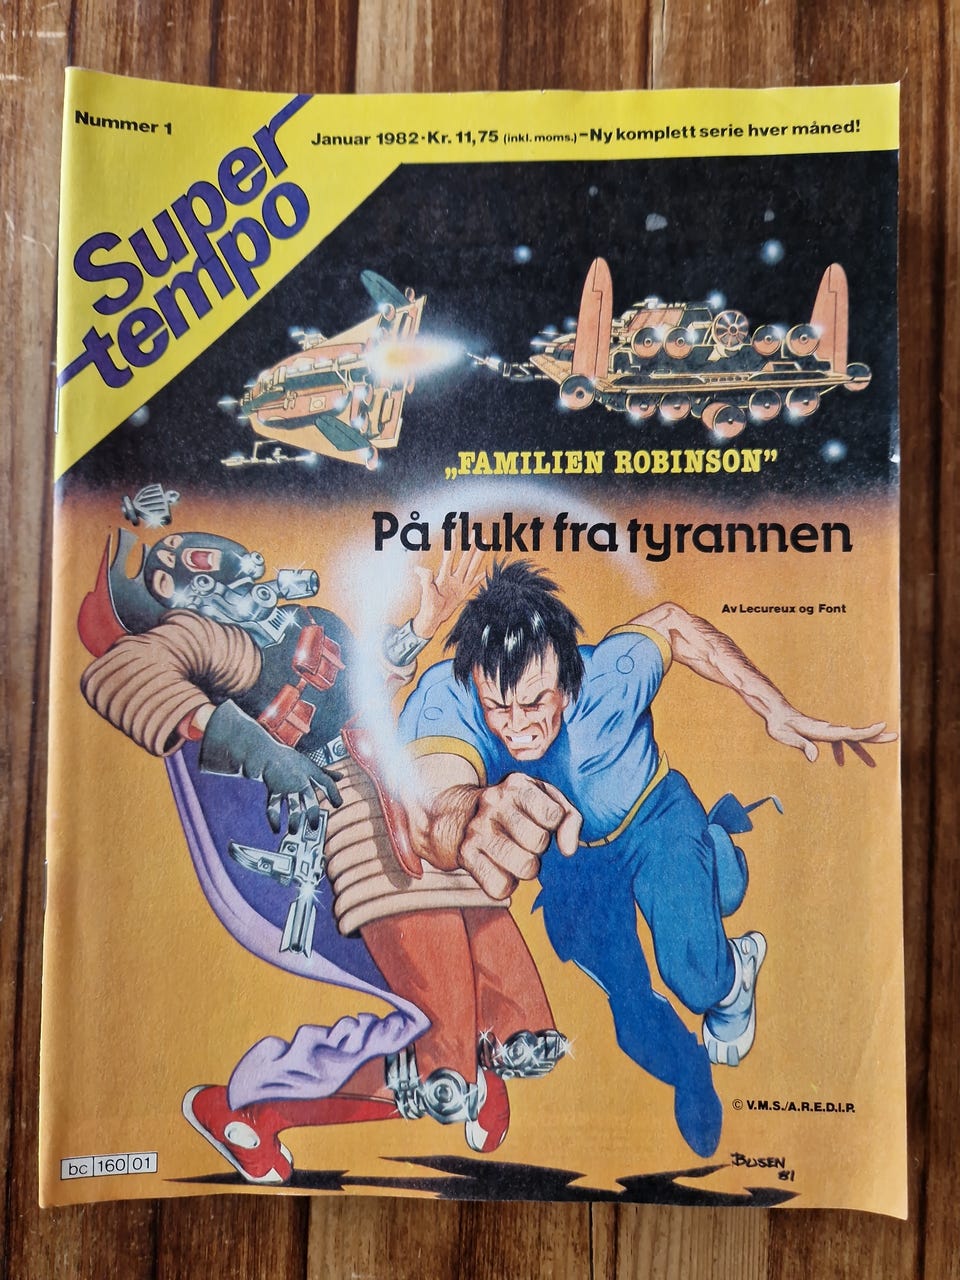 Nummer 1
Januar 1982·Kr. 11,75 (inkl. moms.)–Ny komplett serie hver måned!
Super
tempo
„FAMILIEN ROBINSON”
På flukt fra tyrannen
Av Lecureux og Font
© V.M.S./A.R.E.D.I.P.
BUSEN
81
bc 160 01